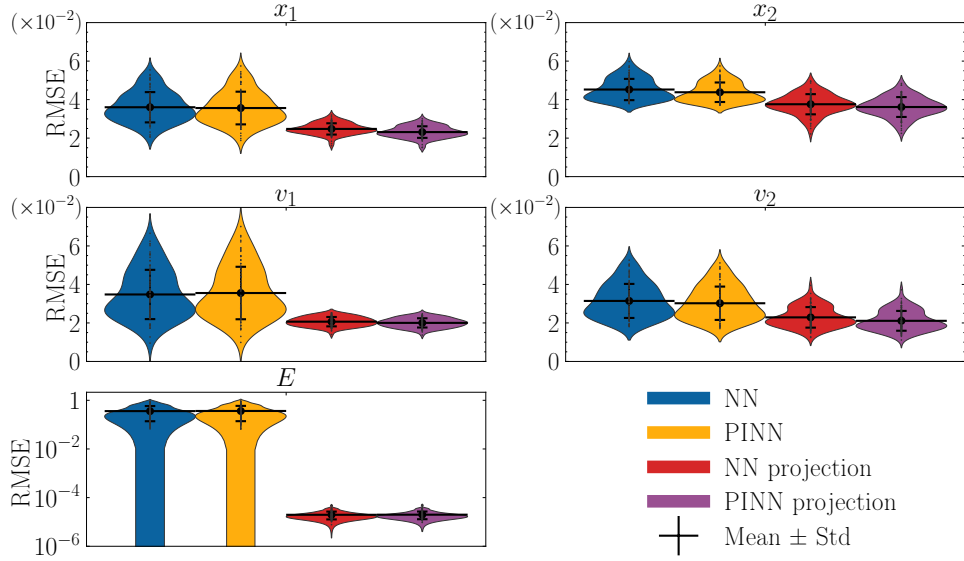 x₁
(×10⁻²)
6
4
2
0
RMSE
x₂
(×10⁻²)
6
4
2
0
v₁
(×10⁻²)
6
4
2
0
RMSE
v₂
(×10⁻²)
6
4
2
0
E
1
10⁻²
10⁻⁴
10⁻⁶
RMSE
NN
PINN
NN projection
PINN projection
Mean ± Std